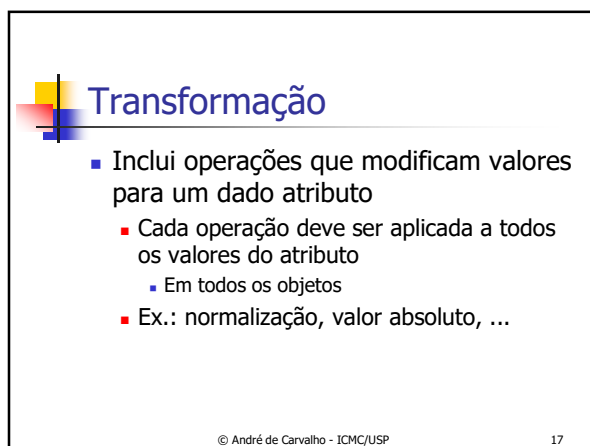 Transformação
Inclui operações que modificam valores
para um dado atributo
Cada operação deve ser aplicada a todos
os valores do atributo
Em todos os objetos
Ex.: normalização, valor absoluto, ...
© André de Carvalho - ICMC/USP
17